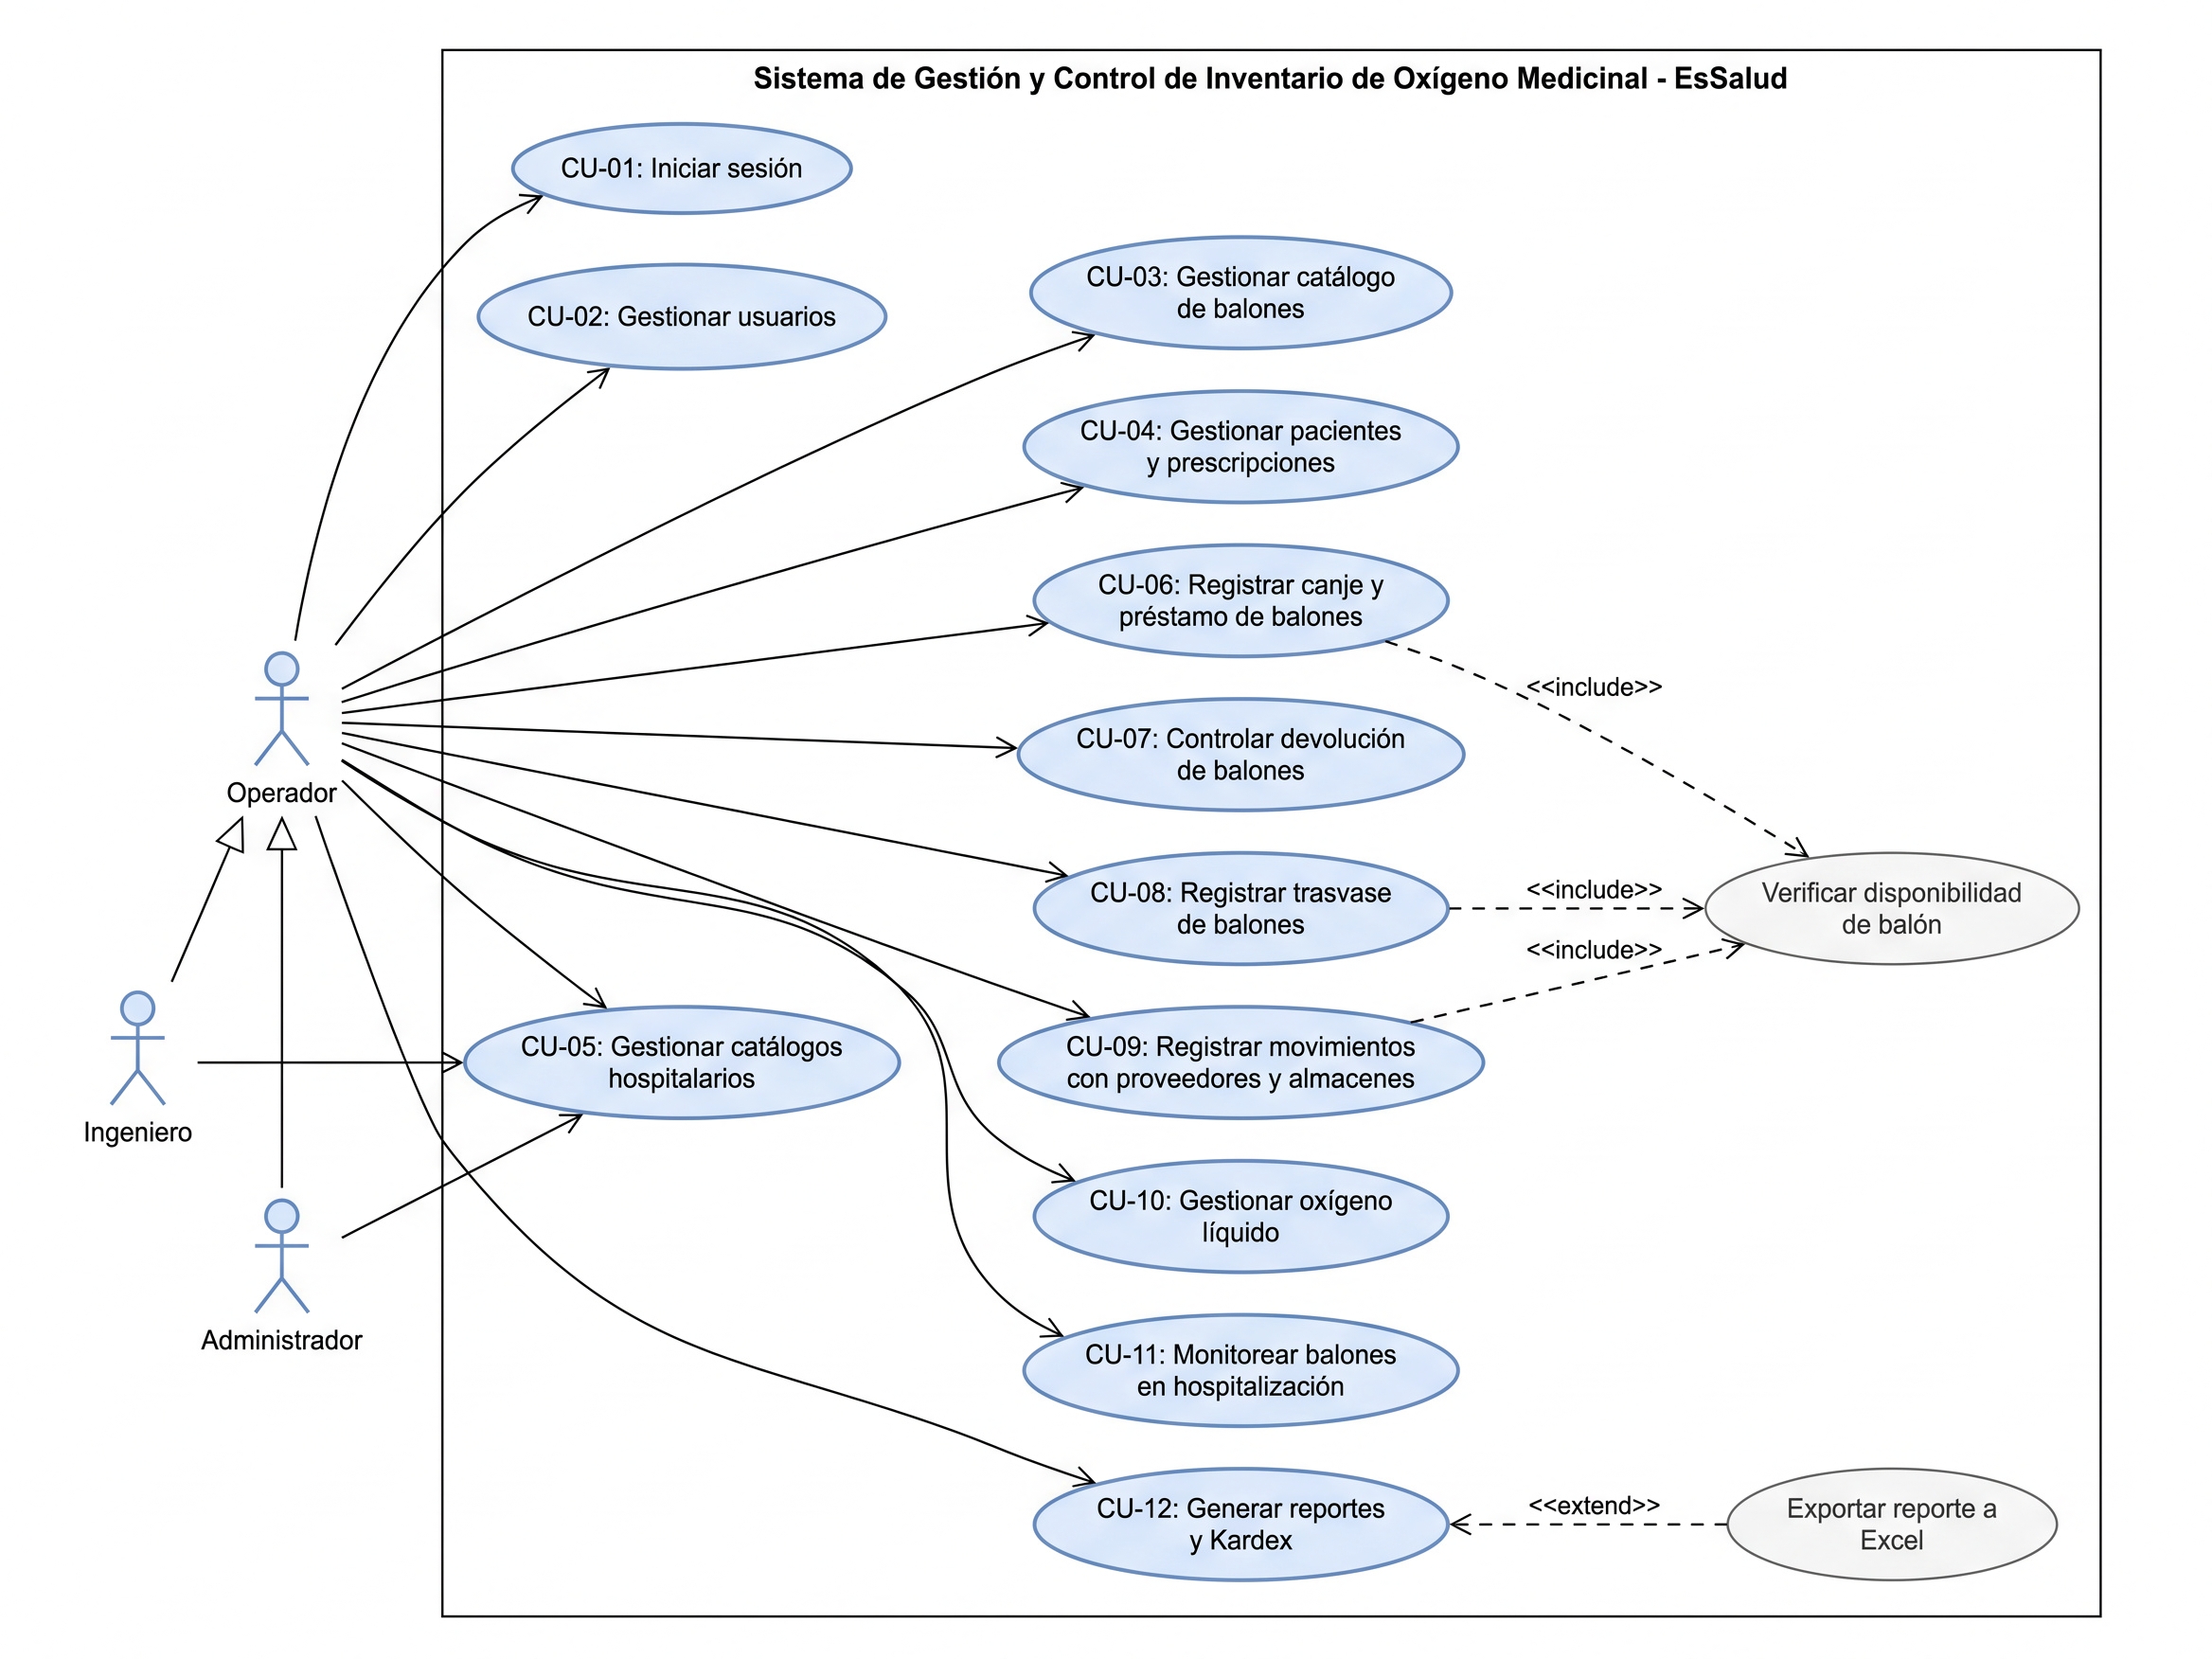 Sistema de Gestión y Control de Inventario de Oxígeno Medicinal - EsSalud
CU-01: Iniciar sesión
CU-02: Gestionar usuarios
CU-03: Gestionar catálogo
de balones
CU-04: Gestionar pacientes
y prescripciones
CU-06: Registrar canje y
préstamo de balones
<<include>>
CU-07: Controlar devolución
de balones
Operador
CU-08: Registrar trasvase
de balones
<<include>>
Verificar disponibilidad
de balón
<<include>>
CU-05: Gestionar catálogos
hospitalarios
CU-09: Registrar movimientos
con proveedores y almacenes
Ingeniero
CU-10: Gestionar oxígeno
líquido
Administrador
CU-11: Monitorear balones
en hospitalización
CU-12: Generar reportes
y Kardex
<<extend>>
Exportar reporte a
Excel